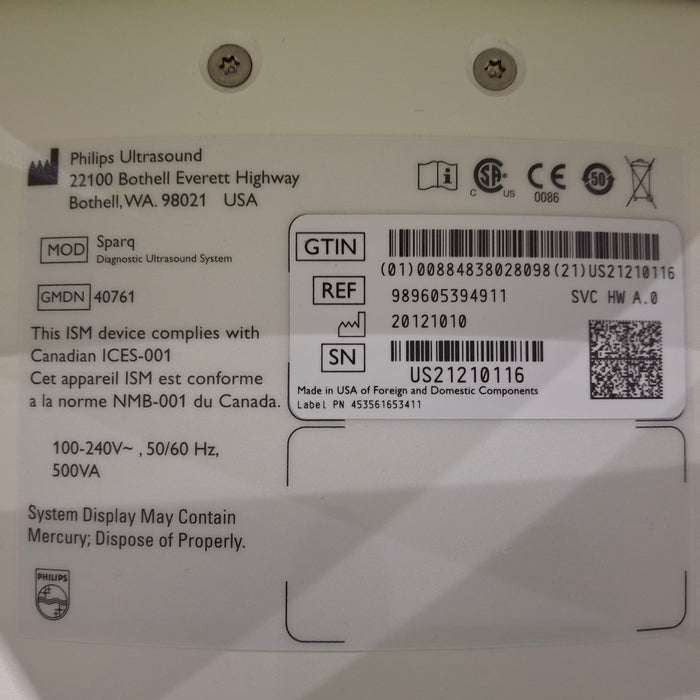 Philips Ultrasound
22100 Bothell Everett Highway
Bothell, WA. 98021 USA
i
SA
C US
CE
0086
50
MOD Sparq
Diagnostic Ultrasound System
GMDN 40761
This ISM device complies with
Canadian ICES-001
Cet appareil ISM est conforme
a la norme NMB-001 du Canada.
100-240V~ , 50/60 Hz,
500VA
System Display May Contain
Mercury; Dispose of Properly.
PHILIPS
GTIN
(01)00884838028098(21)US21210116
REF 989605394911 SVC HW A.0
20121010
SN
US21210116
Made in USA of Foreign and Domestic Components
Label PN 453561653411